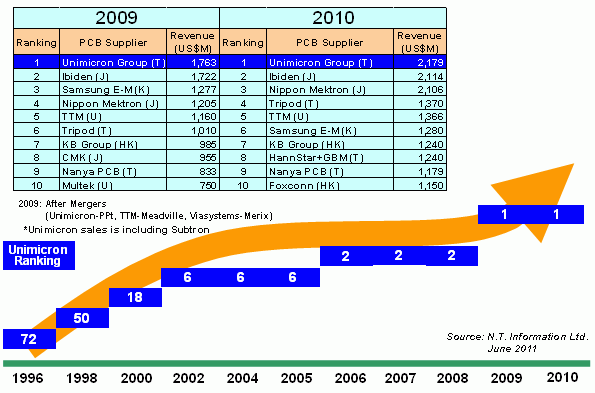 2009 2010
Ranking PCB Supplier Revenue (US$M) Ranking PCB Supplier Revenue (US$M)
1 Unimicron Group (T) 1,763 1 Unimicron Group (T) 2,179
2 Ibiden (J) 1,722 2 Ibiden (J) 2,114
3 Samsung E-M(K) 1,277 3 Nippon Mektron (J) 2,106
4 Nippon Mektron (J) 1,205 4 Tripod (T) 1,370
5 TTM (U) 1,160 5 TTM (U) 1,366
6 Tripod (T) 1,010 6 Samsung E-M(K) 1,280
7 KB Group (HK) 985 7 KB Group (HK) 1,240
8 CMK (J) 955 8 HannStar+GBM(T) 1,240
9 Nanya PCB (T) 833 9 Nanya PCB (T) 1,179
10 Multek (U) 750 10 Foxconn (HK) 1,150
2009: After Mergers
(Unimicron-PPt, TTM-Meadville, Viasystems-Merix)
*Unimicron sales is including Subtron
Unimicron
Ranking
72 50 18 6 6 6 2 2 2 1 1
Source: N.T. Information Ltd.
June 2011
1996 1998 2000 2002 2004 2005 2006 2007 2008 2009 2010